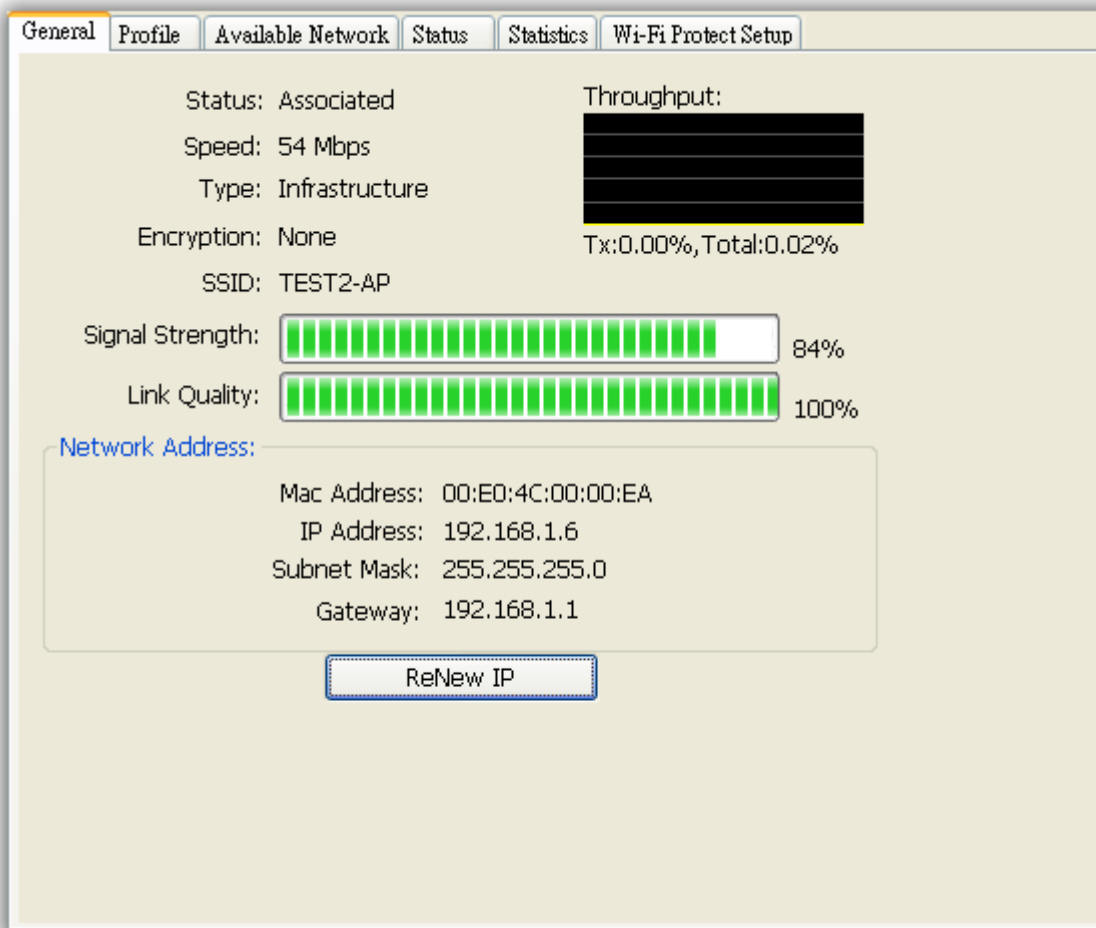 General Profile Available Network Status Statistics Wi-Fi Protect Setup
Status: Associated
Throughput:
Speed: 54 Mbps
Type: Infrastructure
Encryption: None
Tx:0.00%,Total:0.02%
SSID: TEST2-AP
Signal Strength: 84%
Link Quality: 100%
Network Address:
Mac Address: 00:E0:4C:00:00:EA
IP Address: 192.168.1.6
Subnet Mask: 255.255.255.0
Gateway: 192.168.1.1
ReNew IP